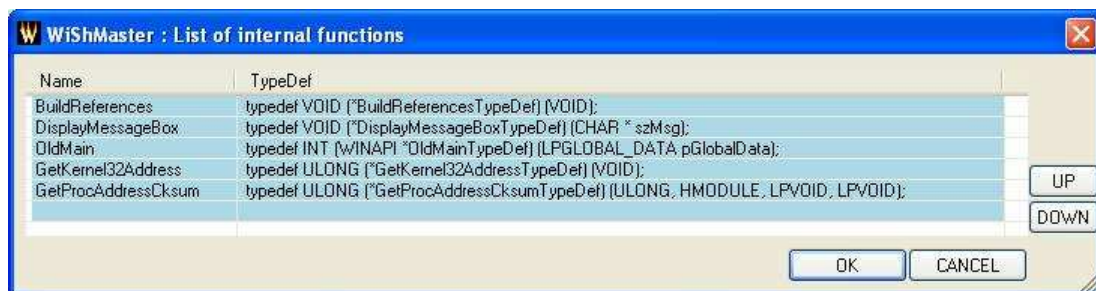 W WiShMaster : List of internal functions
Name TypeDef
BuildReferences typedef VOID (*BuildReferencesTypeDef) (VOID);
DisplayMessageBox typedef VOID (*DisplayMessageBoxTypeDef) (CHAR * szMsg);
OldMain typedef INT (WINAPI *OldMainTypeDef) (LPGLOBAL_DATA pGlobalData);
GetKernel32Address typedef ULONG (*GetKernel32AddressTypeDef) (VOID);
GetProcAddressCksum typedef ULONG (*GetProcAddressCksumTypeDef) (ULONG, HMODULE, LPVOID, LPVOID);
UP
DOWN
OK CANCEL